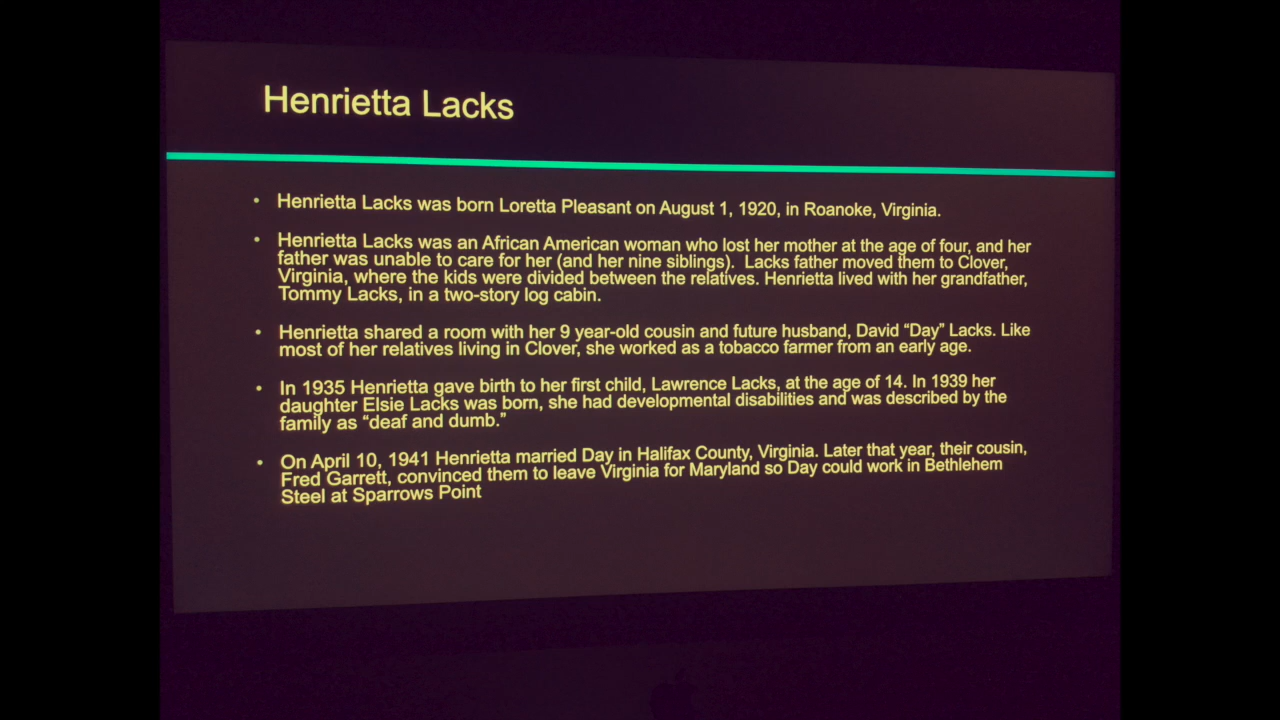 Henrietta Lacks
• Henrietta Lacks was born Loretta Pleasant on August 1, 1920, in Roanoke, Virginia.
• Henrietta Lacks was an African American woman who lost her mother at the age of four, and her
father was unable to care for her (and her nine siblings).  Lacks father moved them to Clover,
Virginia, where the kids were divided between the relatives. Henrietta lived with her grandfather,
Tommy Lacks, in a two-story log cabin.
• Henrietta shared a room with her 9 year-old cousin and future husband, David “Day” Lacks. Like
most of her relatives living in Clover, she worked as a tobacco farmer from an early age.
• In 1935 Henrietta gave birth to her first child, Lawrence Lacks, at the age of 14. In 1939 her
daughter Elsie Lacks was born, she had developmental disabilities and was described by the
family as “deaf and dumb.”
• On April 10, 1941 Henrietta married Day in Halifax County, Virginia. Later that year, their cousin,
Fred Garrett, convinced them to leave Virginia for Maryland so Day could work in Bethlehem
Steel at Sparrows Point